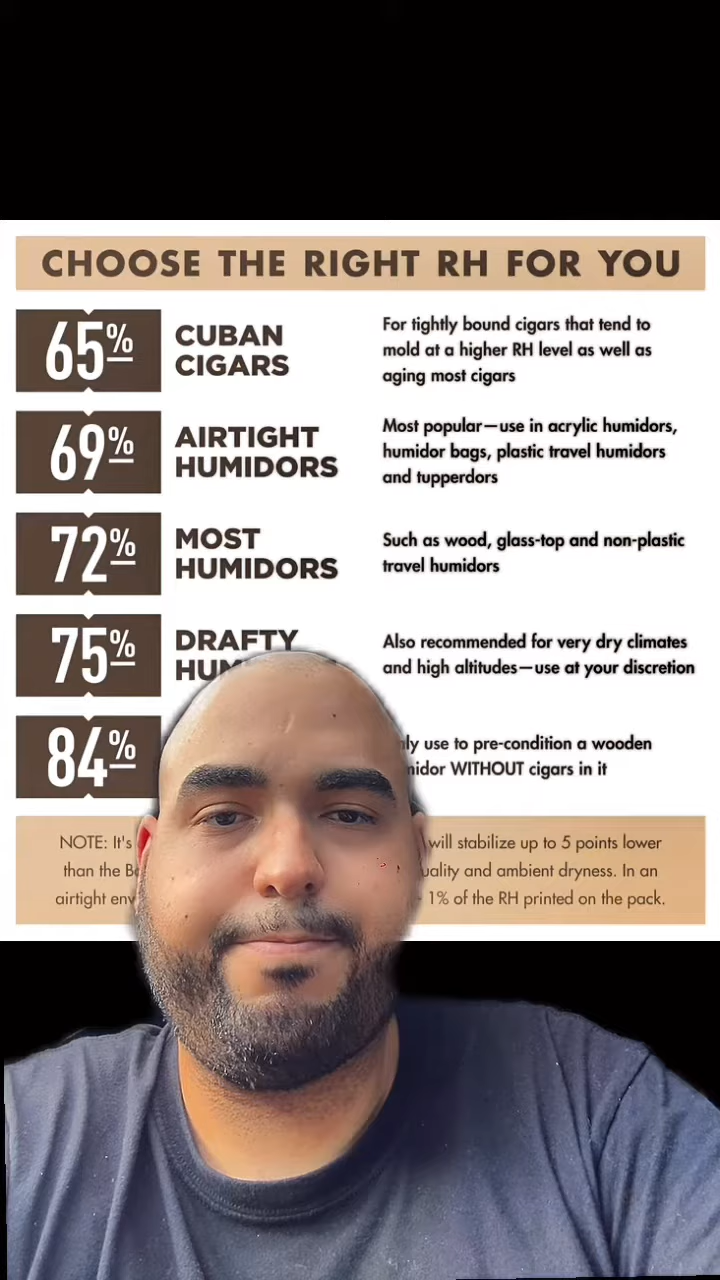 CHOOSE THE RIGHT RH FOR YOU
65%
CUBAN
CIGARS
For tightly bound cigars that tend to
mold at a higher RH level as well as
aging most cigars
69%
AIRTIGHT
HUMIDORS
Most popular—use in acrylic humidors,
humidor bags, plastic travel humidors
and tupperdors
72%
MOST
HUMIDORS
Such as wood, glass-top and non-plastic
travel humidors
75%
DRAFTY
Also recommended for very dry climates
and high altitudes—use at your discretion
84%
use to pre-condition a wooden
WITHOUT cigars in it
NOTE: It's will stabilize up to 5 points lower
than the and ambient dryness. In an
airtight 1% of the RH printed on the pack.